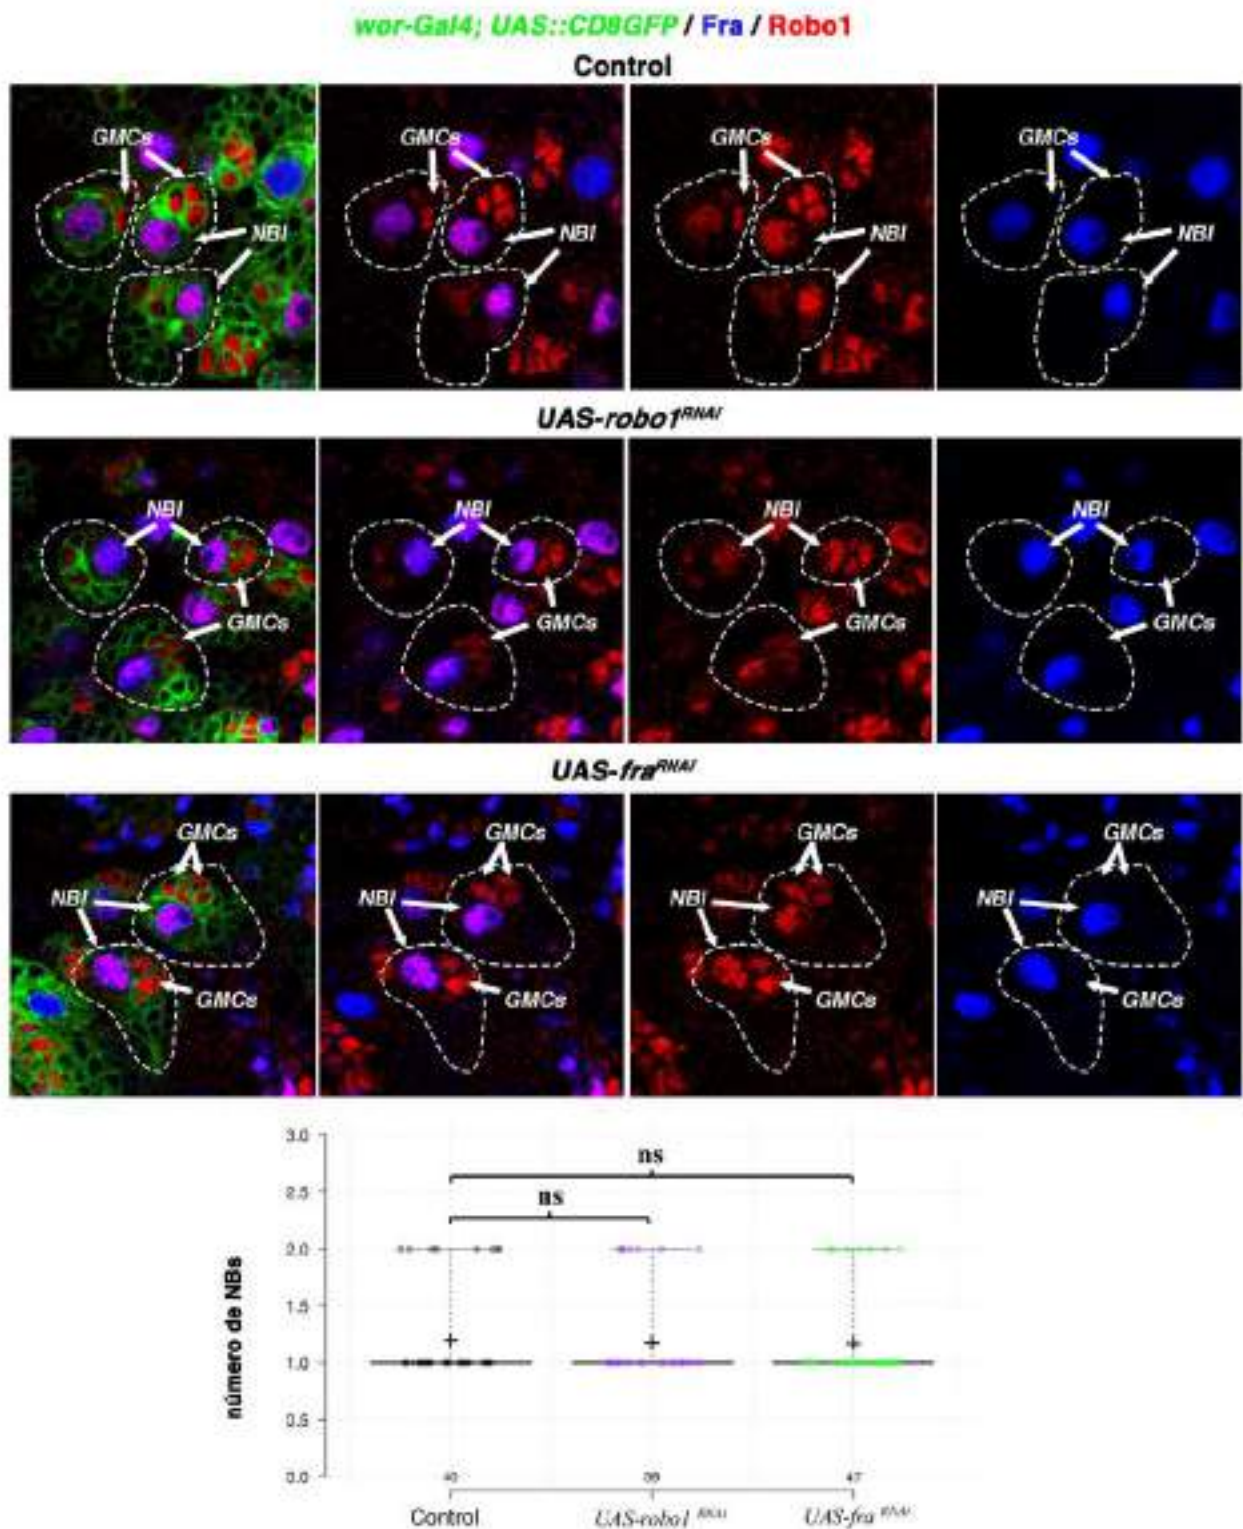 wor-Gal4; UAS::CD8GFP / Fra / Robo1
Control
GMCs GMCs GMCs GMCs
NBI NBI NBI NBI
UAS-robo1RNAI
NBI NBI NBI NBI
GMCs GMCs GMCs GMCs
UAS-fraRNAI
GMCs GMCs GMCs GMCs
NBI NBI NBI NBI
GMCs GMCs GMCs GMCs
número de NBs
3.0
2.5
2.0
1.5
1.0
0.5
0.0
ns
ns
47
Control UAS-robo1 RNAi UAS-fra RNAi